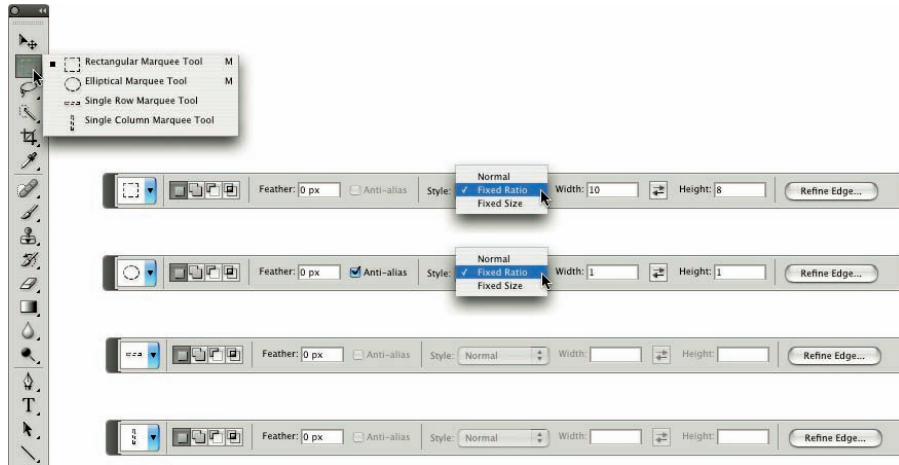 Rectangular Marquee Tool M
Elliptical Marquee Tool M
Single Row Marquee Tool
Single Column Marquee Tool
Normal
Feather: 0 px Anti-alias Style: ✓ Fixed Ratio Width: 10 Height: 8 Refine Edge...
Fixed Size
Normal
Feather: 0 px Anti-alias Style: ✓ Fixed Ratio Width: 1 Height: 1 Refine Edge...
Fixed Size
Feather: 0 px Anti-alias Style: Normal Width: Height: Refine Edge...
Feather: 0 px Anti-alias Style: Normal Width: Height: Refine Edge...
T